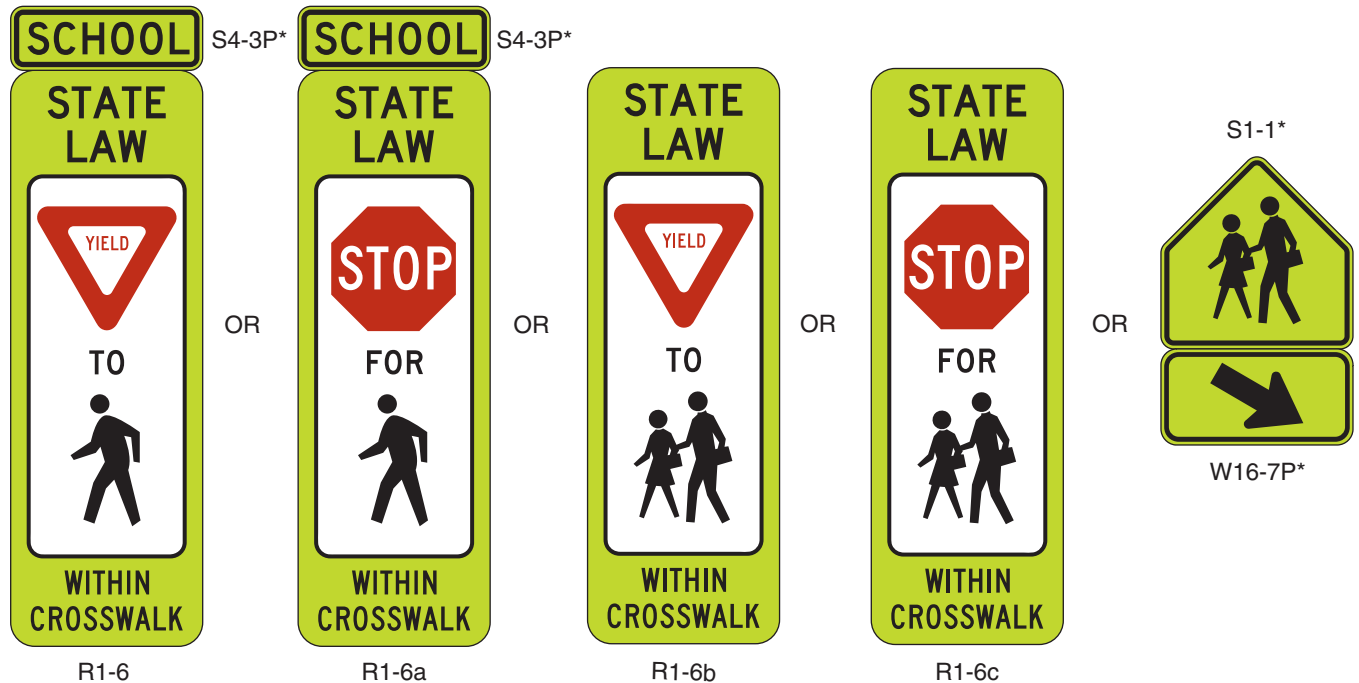 SCHOOL S4-3P*
STATE
LAW
YIELD
TO
WITHIN
CROSSWALK
R1-6
OR
SCHOOL S4-3P*
STATE
LAW
STOP
FOR
WITHIN
CROSSWALK
R1-6a
OR
STATE
LAW
YIELD
TO
WITHIN
CROSSWALK
R1-6b
OR
STATE
LAW
STOP
FOR
WITHIN
CROSSWALK
R1-6c
OR
S1-1*
W16-7P*